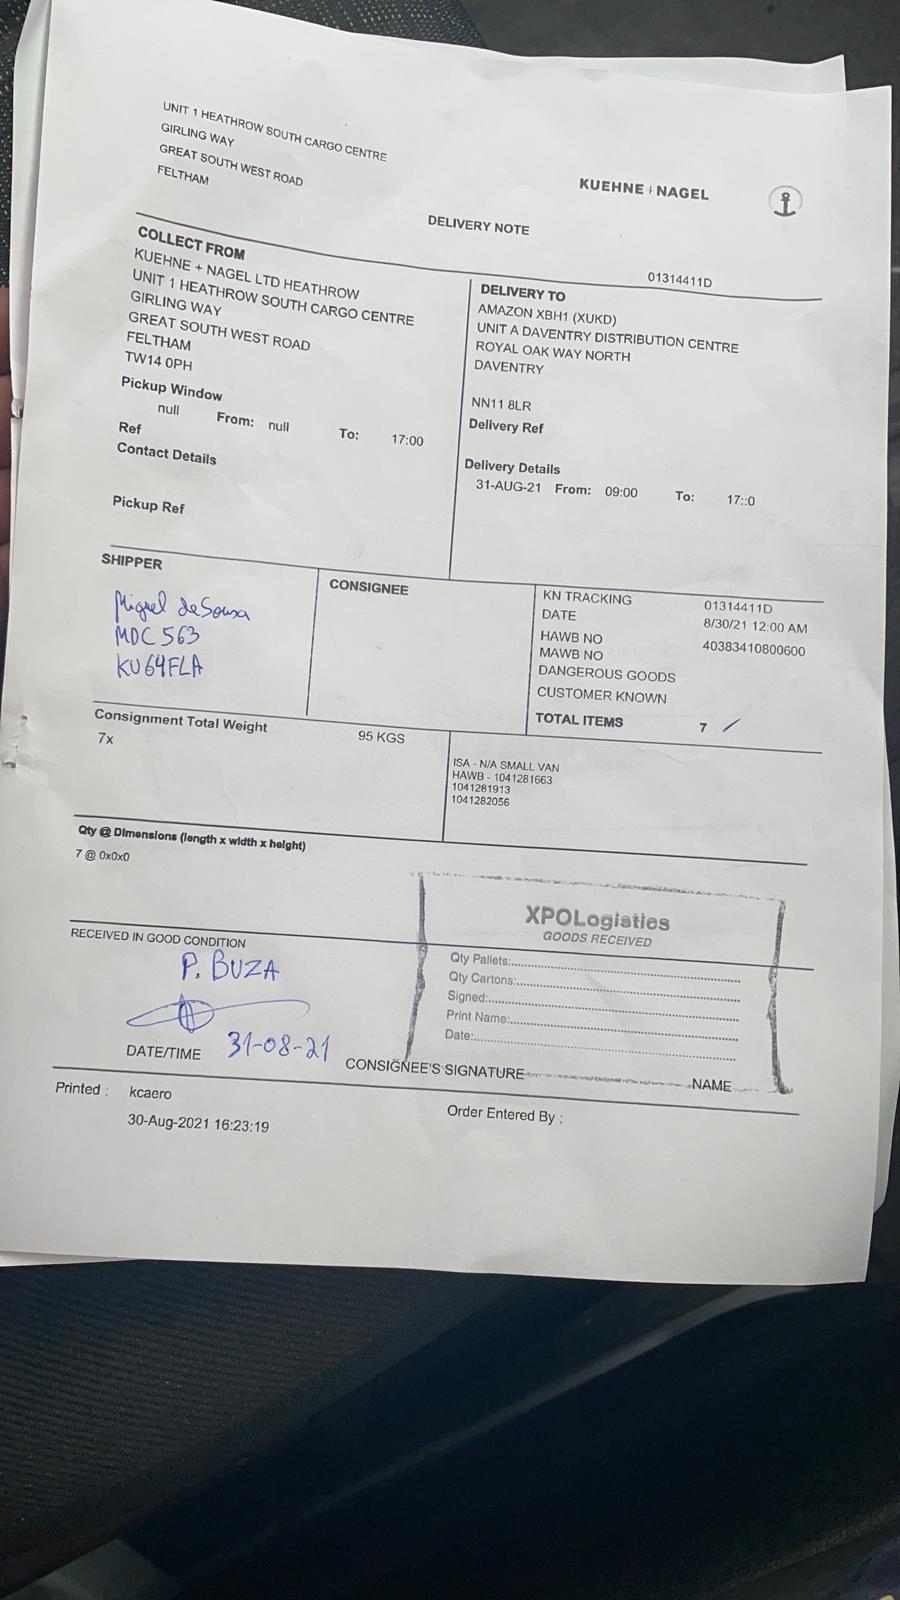 UNIT 1 HEATHROW SOUTH CARGO CENTRE
GIRLING WAY
GREAT SOUTH WEST ROAD
FELTHAM
KUEHNE + NAGEL
DELIVERY NOTE
01314411D
COLLECT FROM
KUEHNE + NAGEL LTD HEATHROW
UNIT 1 HEATHROW SOUTH CARGO CENTRE
GIRLING WAY
GREAT SOUTH WEST ROAD
FELTHAM
TW14 0PH
Pickup Window
null From: null To: 17:00
Ref
Contact Details
Pickup Ref
DELIVERY TO
AMAZON XBH1 (XUKD)
UNIT A DAVENTRY DISTRIBUTION CENTRE
ROYAL OAK WAY NORTH
DAVENTRY
NN11 8LR
Delivery Ref
Delivery Details
31-AUG-21 From: 09:00 To: 17::0
SHIPPER
Miguel de Sousa
MDC 563
KU64FLA
CONSIGNEE
KN TRACKING 01314411D
DATE 8/30/21 12:00 AM
HAWB NO 40383410800600
MAWB NO
DANGEROUS GOODS
CUSTOMER KNOWN
TOTAL ITEMS 7
Consignment Total Weight 95 KGS
7x
ISA - N/A SMALL VAN
HAWB - 1041281663
1041281913
1041282056
Qty @ Dimensions (length x width x height)
7 @ 0x0x0
XPOLogistics
GOODS RECEIVED
Qty Pallets:
Qty Cartons:
Signed:
Print Name:
Date:
RECEIVED IN GOOD CONDITION
P. BUZA
DATE/TIME 31-08-21
CONSIGNEE'S SIGNATURE NAME
Printed : kcaero
30-Aug-2021 16:23:19
Order Entered By :